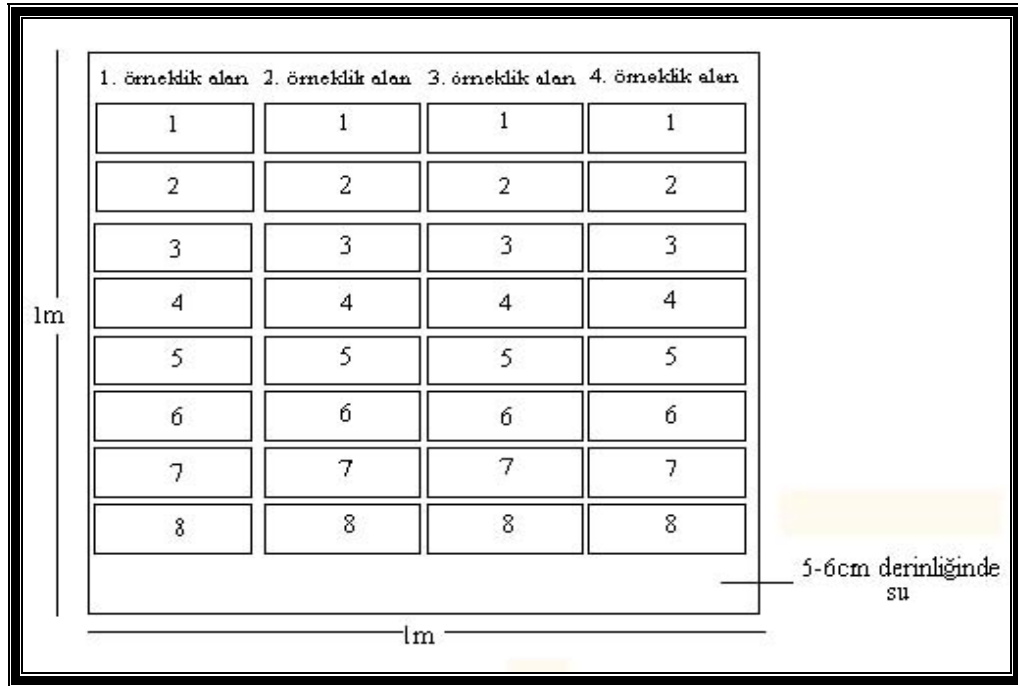 1. örneklik alan 2. örneklik alan 3. örneklik alan 4. örneklik alan
1 1 1 1
2 2 2 2
3 3 3 3
4 4 4 4
1m
5 5 5 5
6 6 6 6
7 7 7 7
8 8 8 8
5-6cm derinliğinde
su
1m